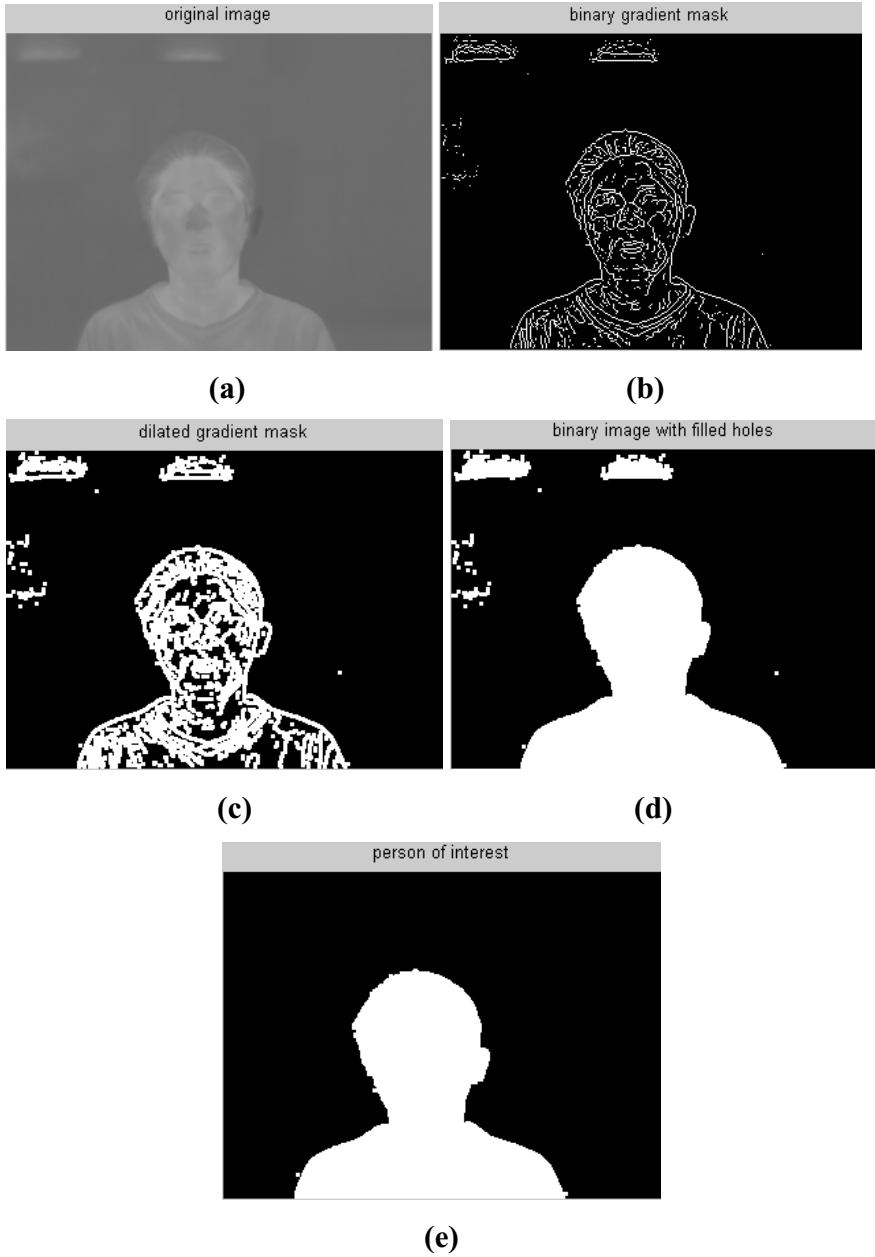 original image
binary gradient mask
(a)
(b)
dilated gradient mask
binary image with filled holes
(c)
(d)
person of interest
(e)